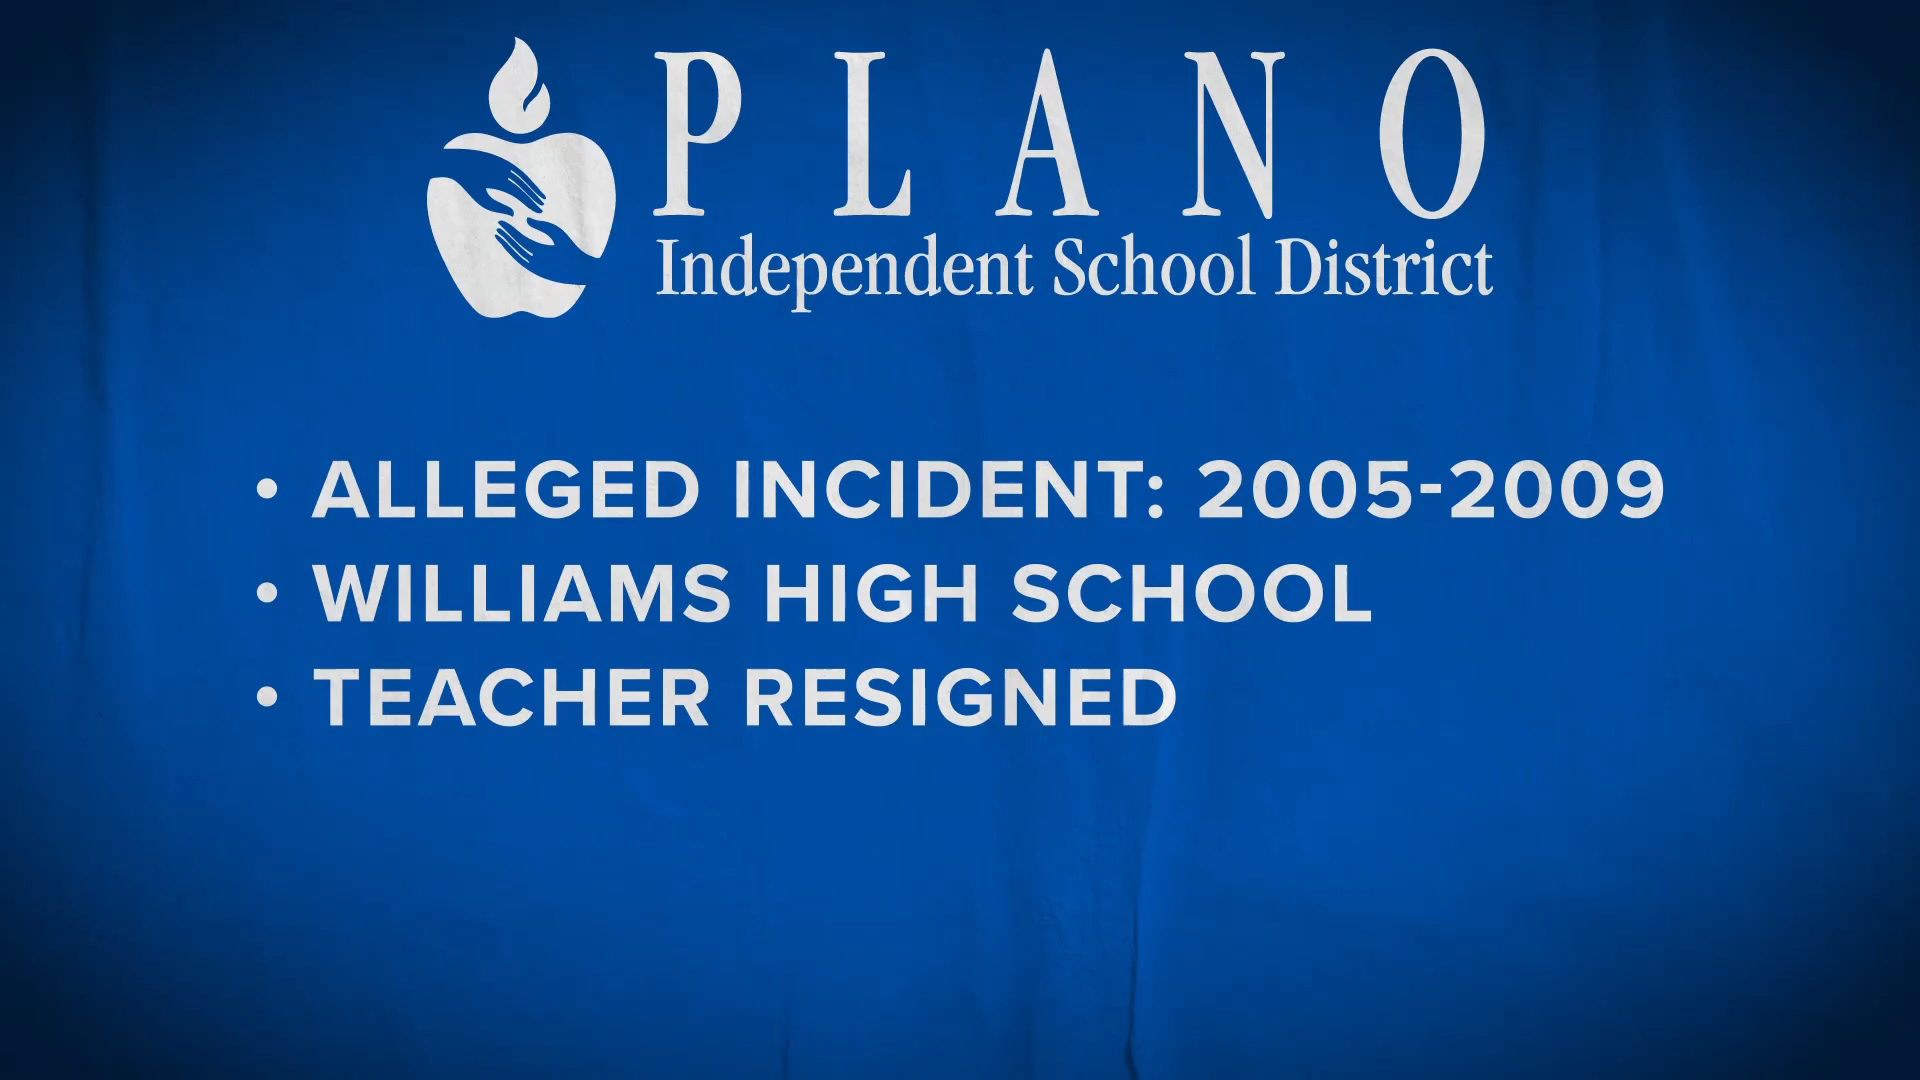 PLANO
Independent School District
• ALLEGED INCIDENT: 2005-2009
• WILLIAMS HIGH SCHOOL
• TEACHER RESIGNED